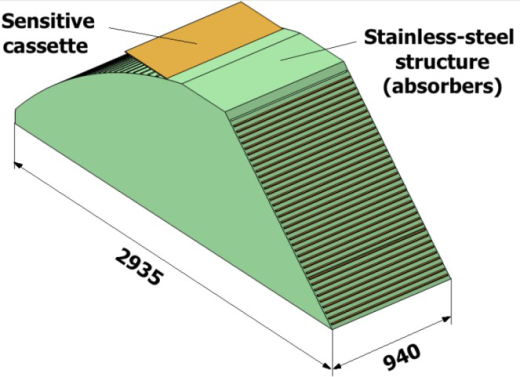 Sensitive
cassette
Stainless-steel
structure
(absorbers)
2935
940